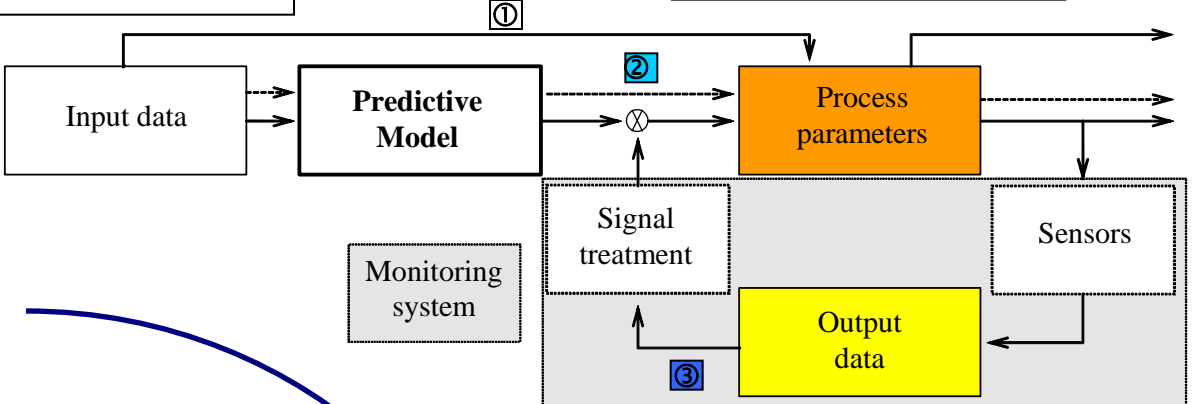 ①
②
Input data
Predictive
Model
Process
parameters
Signal
treatment
Sensors
Monitoring
system
Output
data
③